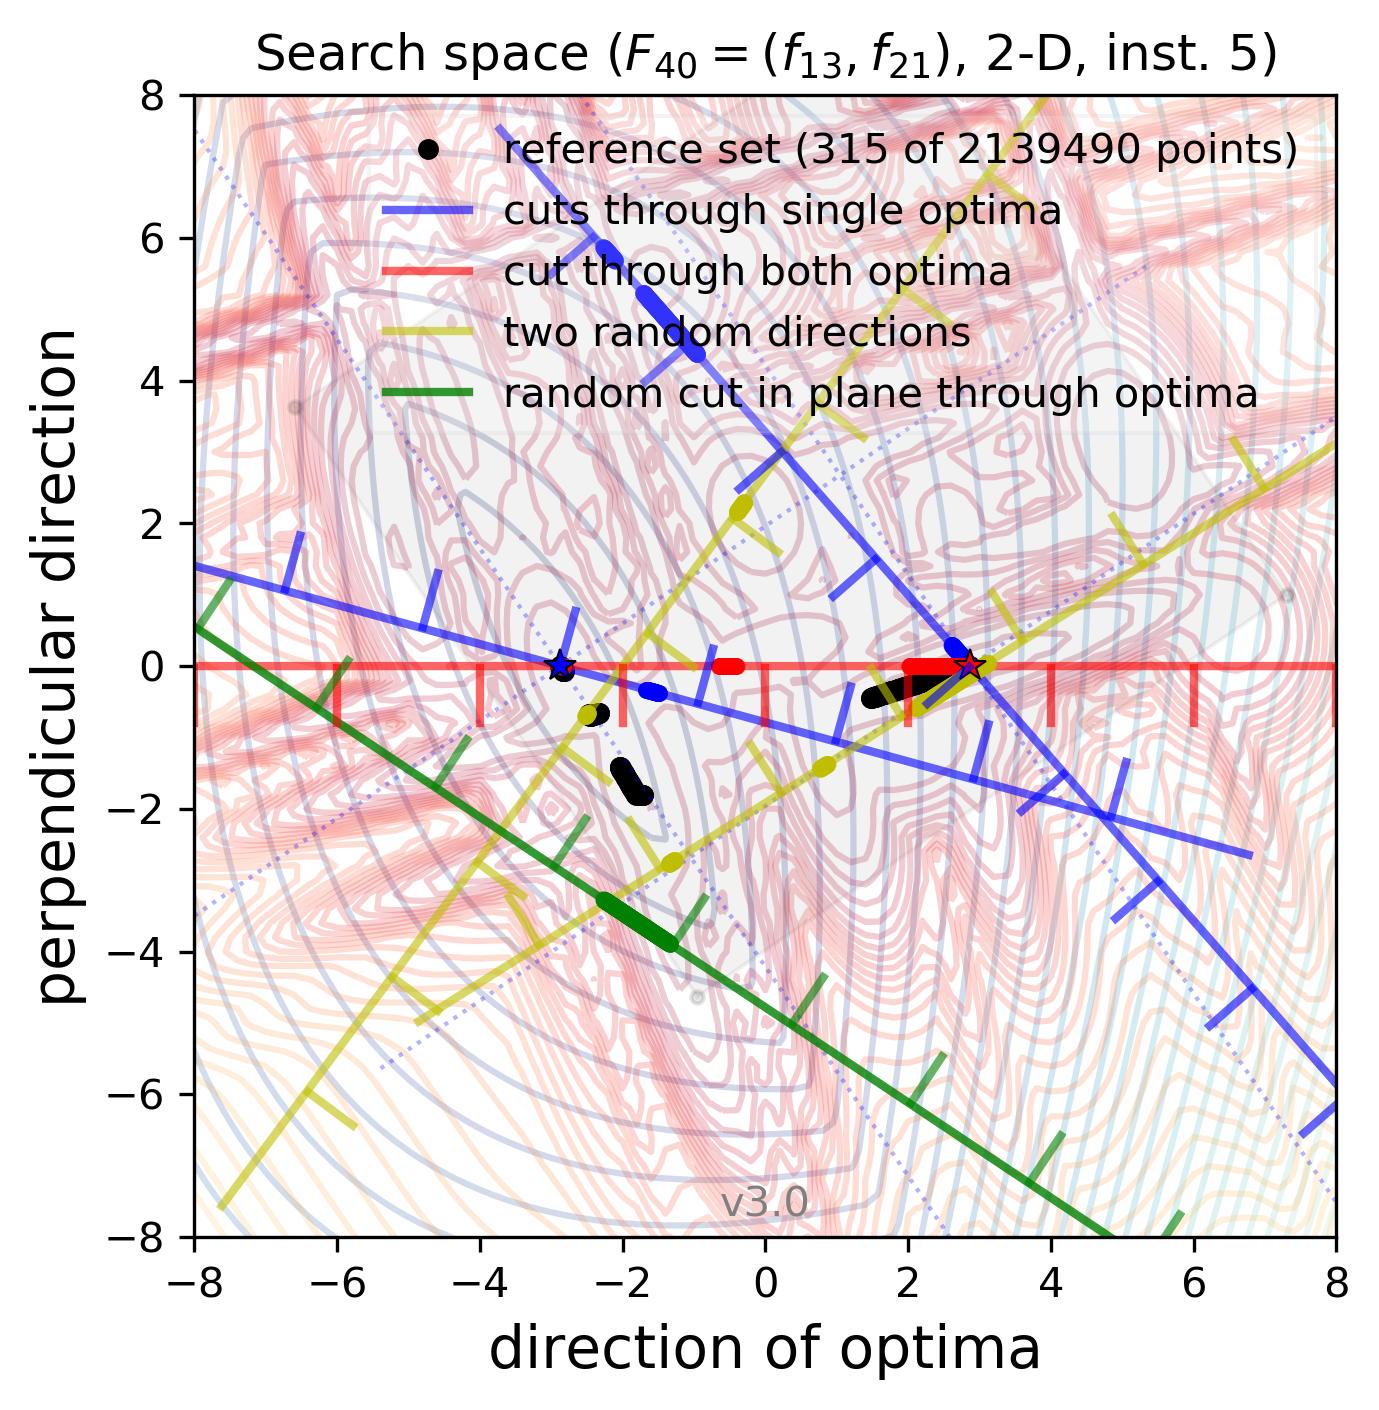 Search space (F40 = (f13, f21), 2-D, inst. 5)
8
reference set (315 of 2139490 points)
cuts through single optima
6
cut through both optima
two random directions
4
random cut in plane through optima
2
0
−2
−4
−6
−8
perpendicular direction
v3.0
−8 −6 −4 −2 0 2 4 6 8
direction of optima